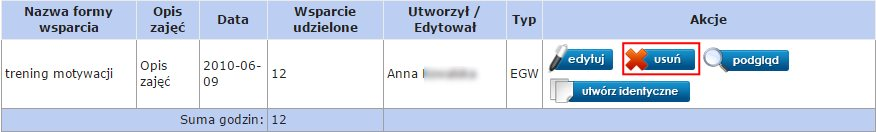 Nazwa formy wsparcia Opis zajęć Data Wsparcie udzielone Utworzył / Edytował Typ Akcje
trening motywacji Opis zajęć 2010-06-09 12 Anna EGW edytuj usuń podgląd
utwórz identyczne
Suma godzin: 12